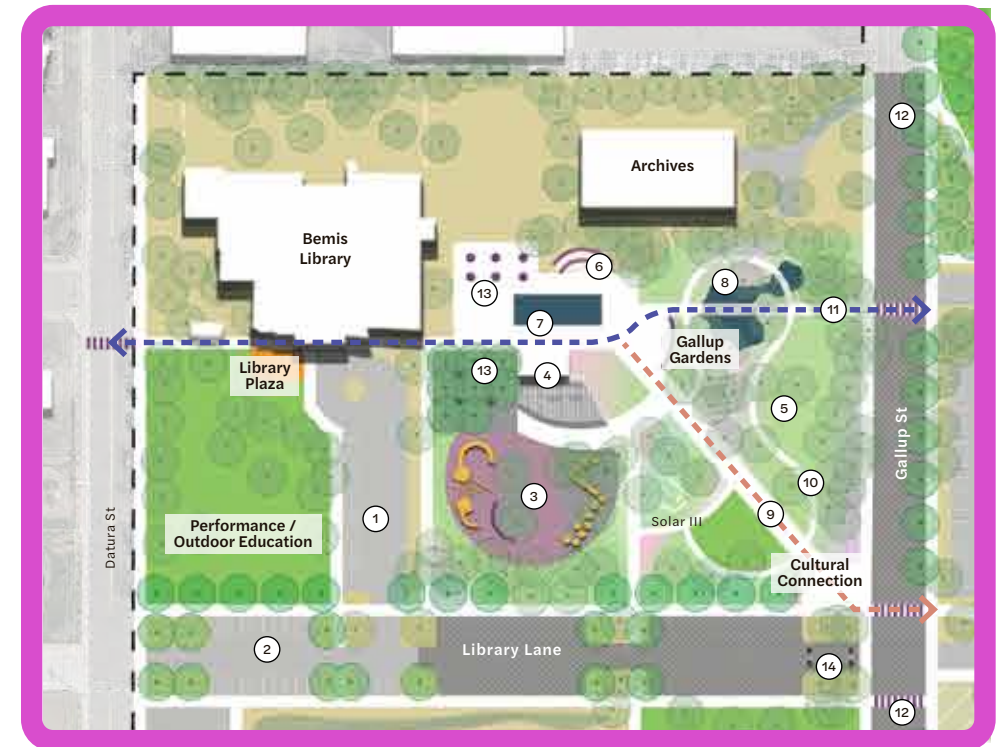 12
Archives
Bemis
Library
6
8
13
11
7
Gallup
Gardens
Library
Plaza
13
4
5
Gallup St
10
3
9
1
Solar III
Performance /
Outdoor Education
Datura St
Cultural
Connection
2
Library Lane
14
12